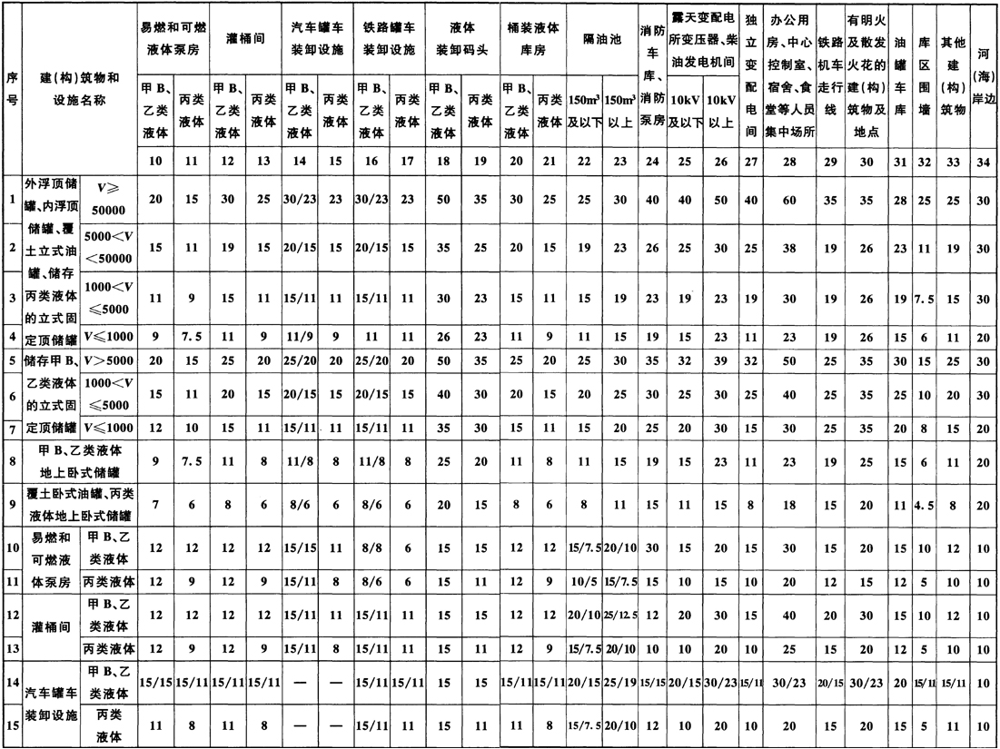 序号 建(构)筑物和设施名称 易燃和可燃液体泵房 灌桶间 汽车罐车装卸设施 铁路罐车装卸设施 液体装卸码头 桶装液体库房 隔油池 消防车库、消防泵房 露天变配电所变压器、柴油发电机间 独立变配电间 办公用房、中心控制室、宿舍、食堂等人员集中场所 铁路机车走行线 有明火及散发火花的建(构)筑物及地点 油罐车库 库区围墙 其他建(构)筑物 河(海)岸边
甲B、乙类液体 丙类液体 甲B、乙类液体 丙类液体 甲B、乙类液体 丙类液体 甲B、乙类液体 丙类液体 甲B、乙类液体 丙类液体 甲B、乙类液体 丙类液体 150m³及以下 150m³以上 10kV及以下 10kV以上
10 11 12 13 14 15 16 17 18 19 20 21 22 23 24 25 26 27 28 29 30 31 32 33 34
1 外浮顶储罐、内浮顶储罐、覆土立式油罐、储存丙类液体的立式固定顶储罐 V≥50000 20 15 30 25 30/23 23 30/23 23 50 35 30 25 25 30 40 40 50 40 60 35 35 28 25 25 30
2 5000<V<50000 15 11 19 15 20/15 15 20/15 15 35 25 20 15 19 23 26 25 30 25 38 19 26 23 11 19 30
3 1000<V≤5000 11 9 15 11 15/11 11 15/11 11 30 23 15 11 15 19 23 19 23 19 30 19 26 19 7.5 15 30
4 V≤1000 9 7.5 11 9 11/9 9 11 11 26 23 11 9 11 15 19 15 23 11 23 19 26 15 6 11 20
5 储存甲B、乙类液体的立式固定顶储罐 V>5000 20 15 25 20 25/20 20 25/20 20 50 35 25 20 25 30 35 32 39 32 50 25 35 30 15 25 30
6 1000<V≤5000 15 11 20 15 20/15 15 20/15 15 40 30 20 15 20 25 30 25 30 25 40 25 35 25 10 20 30
7 V≤1000 12 10 15 11 15/11 11 15/11 11 35 30 15 11 15 20 25 20 30 15 30 25 35 20 8 15 20
8 甲B、乙类液体地上卧式储罐 9 7.5 11 8 11/8 8 11/8 8 25 20 11 8 11 15 19 15 23 11 23 19 25 15 6 11 20
9 覆土卧式油罐、丙类液体地上卧式储罐 7 6 8 6 8/6 6 8/6 6 20 15 8 6 8 11 15 11 15 8 18 15 20 11 4.5 8 20
10 易燃和可燃液体泵房 甲B、乙类液体 12 12 12 12 15/15 11 8/8 6 15 15 12 12 15/7.5 20/10 30 15 20 15 30 15 20 15 10 12 10
11 丙类液体 12 9 12 9 15/11 8 8/6 6 15 11 12 9 10/5 15/7.5 15 10 15 10 20 12 15 12 5 10 10
12 灌桶间 甲B、乙类液体 12 12 12 12 15/11 11 15/11 11 15 15 12 12 20/10 25/12.5 12 20 30 15 40 20 30 15 10 12 10
13 丙类液体 12 9 12 9 15/11 8 15/11 11 15 11 12 9 15/7.5 20/10 10 10 20 10 25 15 20 12 5 10 10
14 汽车罐车装卸设施 甲B、乙类液体 15/15 15/11 15/11 15/11 — — 15/11 15/11 15 15 15/11 15/11 20/15 25/19 15/15 20/15 30/23 15/11 30/23 20/15 30/23 20 15/11 15/11 10
15 丙类液体 11 8 11 8 — — 15/11 11 15 11 11 8 15/7.5 20/10 12 10 20 10 20 15 20 15 5 11 10